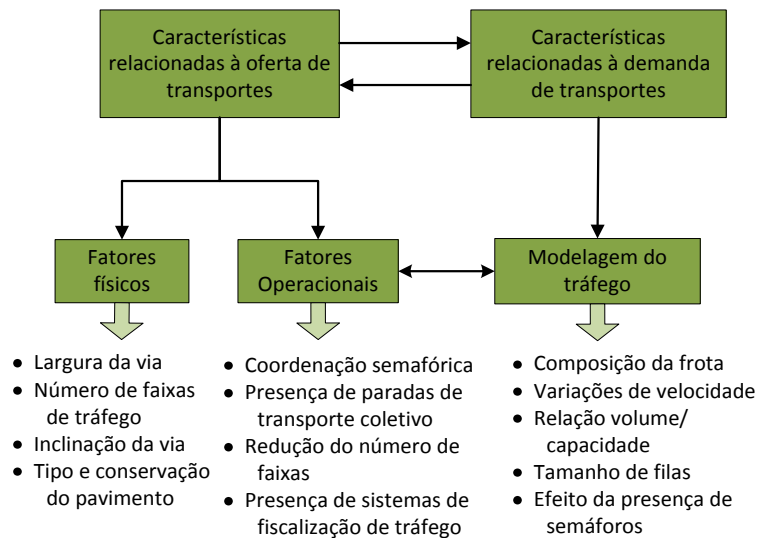 Características
relacionadas à oferta de
transportes
Características
relacionadas à demanda
de transportes
Fatores
físicos
Fatores
Operacionais
Modelagem do
tráfego
• Largura da via
• Número de faixas
de tráfego
• Inclinação da via
• Tipo e conservação
do pavimento
• Coordenação semafórica
• Presença de paradas de
transporte coletivo
• Redução do número de
faixas
• Presença de sistemas de
fiscalização de tráfego
• Composição da frota
• Variações de velocidade
• Relação volume/
capacidade
• Tamanho de filas
• Efeito da presença de
semáforos